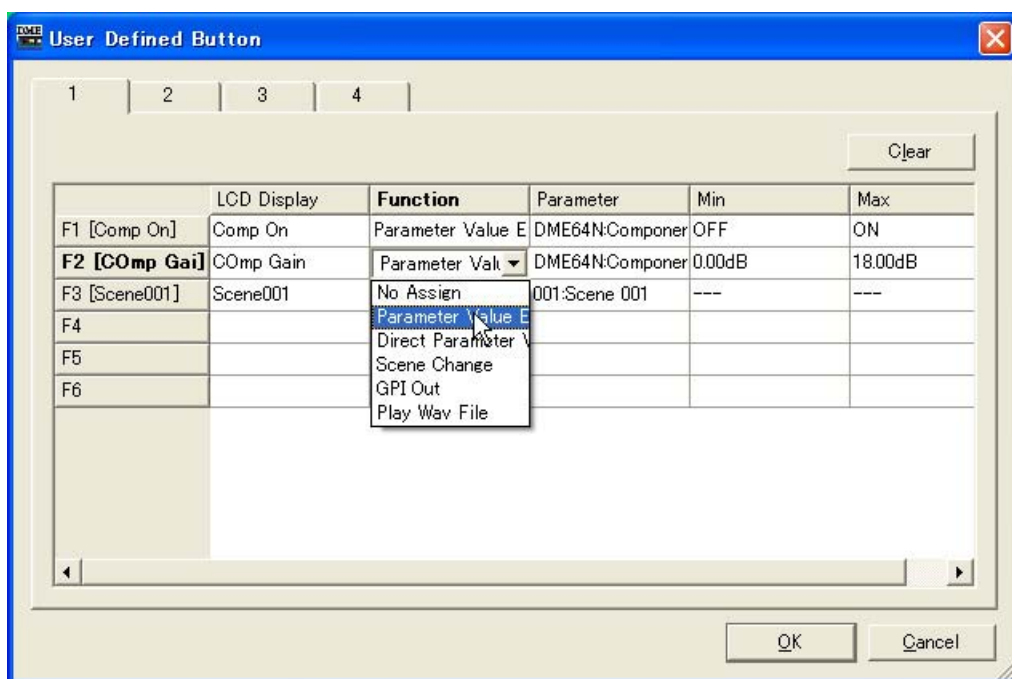 DME User Defined Button
1 2 3 4
Clear
LCD Display Function Parameter Min Max
F1 [Comp On] Comp On Parameter Value E DME64N:Componer OFF ON
F2 [COmp Gai] COmp Gain Parameter Valu DME64N:Componer 0.00dB 18.00dB
F3 [Scene001] Scene001 001:Scene 001 --- ---
F4
F5
F6
No Assign
Parameter Value E
Direct Parameter V
Scene Change
GPI Out
Play Wav File
OK Cancel